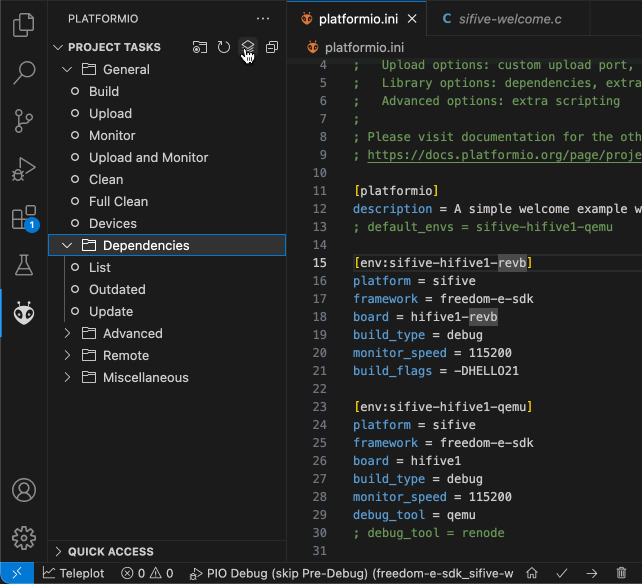 PLATFORMIO
PROJECT TASKS
General
Build
Upload
Monitor
Upload and Monitor
Clean
Full Clean
Devices
Dependencies
List
Outdated
Update
Advanced
Remote
Miscellaneous
QUICK ACCESS
1
platformio.ini
C sifive-welcome.c
platformio.ini
4 ;   Upload options: custom upload port,
5 ;   Library options: dependencies, extra
6 ;   Advanced options: extra scripting
7 ;
8 ; Please visit documentation for the oth
9 ; https://docs.platformio.org/page/proje
10
11 [platformio]
12 description = A simple welcome example w
13 ; default_envs = sifive-hifive1-qemu
14
15 [env:sifive-hifive1-revb]
16 platform = sifive
17 framework = freedom-e-sdk
18 board = hifive1-revb
19 build_type = debug
20 monitor_speed = 115200
21 build_flags = -DHELLO21
22
23 [env:sifive-hifive1-qemu]
24 platform = sifive
25 framework = freedom-e-sdk
26 board = hifive1
27 build_type = debug
28 monitor_speed = 115200
29 debug_tool = qemu
30 ; debug_tool = renode
31
Teleplot 0 0 PIO Debug (skip Pre-Debug) (freedom-e-sdk_sifive-w